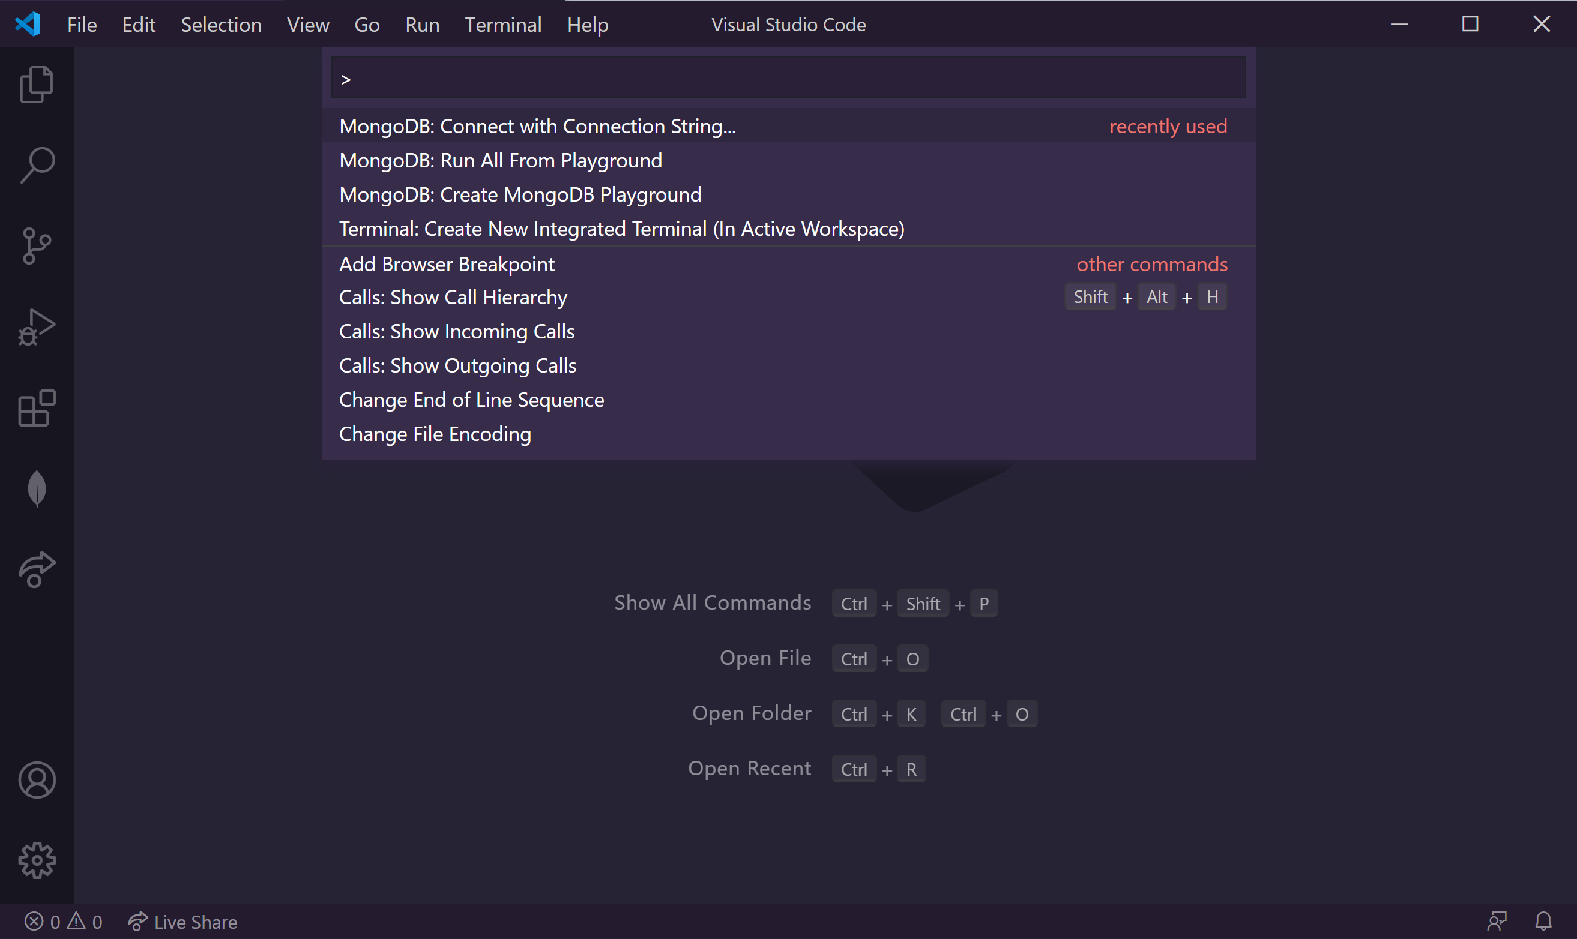 File Edit Selection View Go Run Terminal Help Visual Studio Code
>
MongoDB: Connect with Connection String... recently used
MongoDB: Run All From Playground
MongoDB: Create MongoDB Playground
Terminal: Create New Integrated Terminal (In Active Workspace)
Add Browser Breakpoint other commands
Calls: Show Call Hierarchy Shift + Alt + H
Calls: Show Incoming Calls
Calls: Show Outgoing Calls
Change End of Line Sequence
Change File Encoding
Show All Commands Ctrl + Shift + P
Open File Ctrl + O
Open Folder Ctrl + K Ctrl + O
Open Recent Ctrl + R
0 0 Live Share